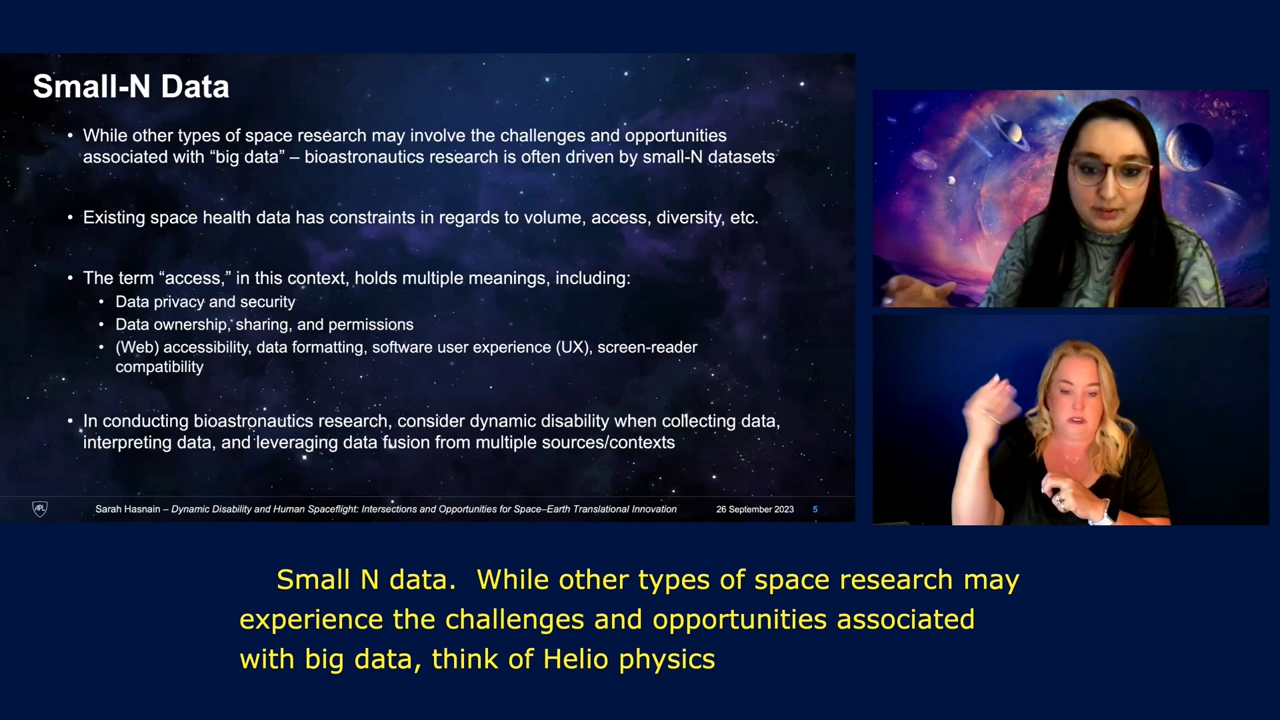 Small-N Data
• While other types of space research may involve the challenges and opportunities
associated with “big data” – bioastronautics research is often driven by small-N datasets
• Existing space health data has constraints in regards to volume, access, diversity, etc.
• The term “access,” in this context, holds multiple meanings, including:
• Data privacy and security
• Data ownership, sharing, and permissions
• (Web) accessibility, data formatting, software user experience (UX), screen-reader
compatibility
• In conducting bioastronautics research, consider dynamic disability when collecting data,
interpreting data, and leveraging data fusion from multiple sources/contexts
APL
Sarah Hasnain – Dynamic Disability and Human Spaceflight: Intersections and Opportunities for Space–Earth Translational Innovation
26 September 2023
5
Small N data. While other types of space research may
experience the challenges and opportunities associated
with big data, think of Helio physics